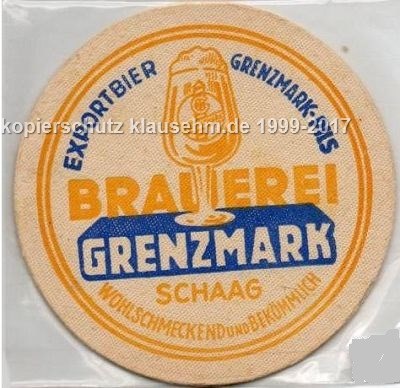 EXPORTBIER GRENZMARK-PILS
kopierschutz klausehm.de 1999-2017
BRAUEREI
GRENZMARK
SCHAAG
WOHLSCHMECKEND UND BEKÖMMLICH